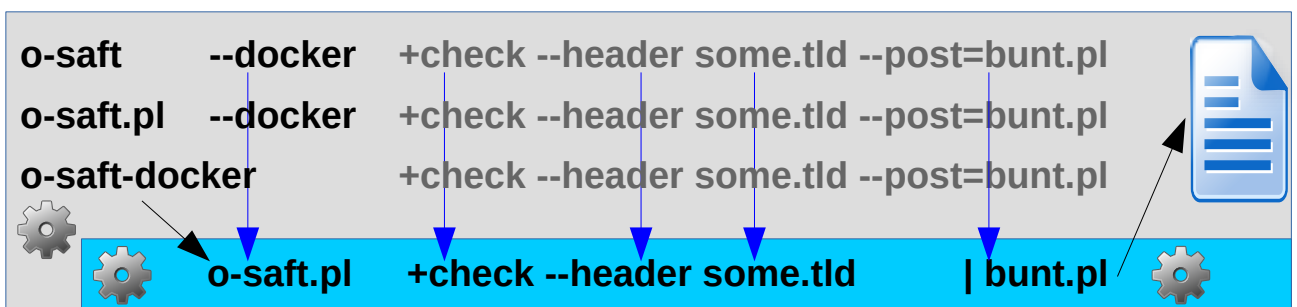 o-saft --docker +check --header some.tld --post=bunt.pl
o-saft.pl --docker +check --header some.tld --post=bunt.pl
o-saft-docker +check --header some.tld --post=bunt.pl
o-saft.pl +check --header some.tld | bunt.pl